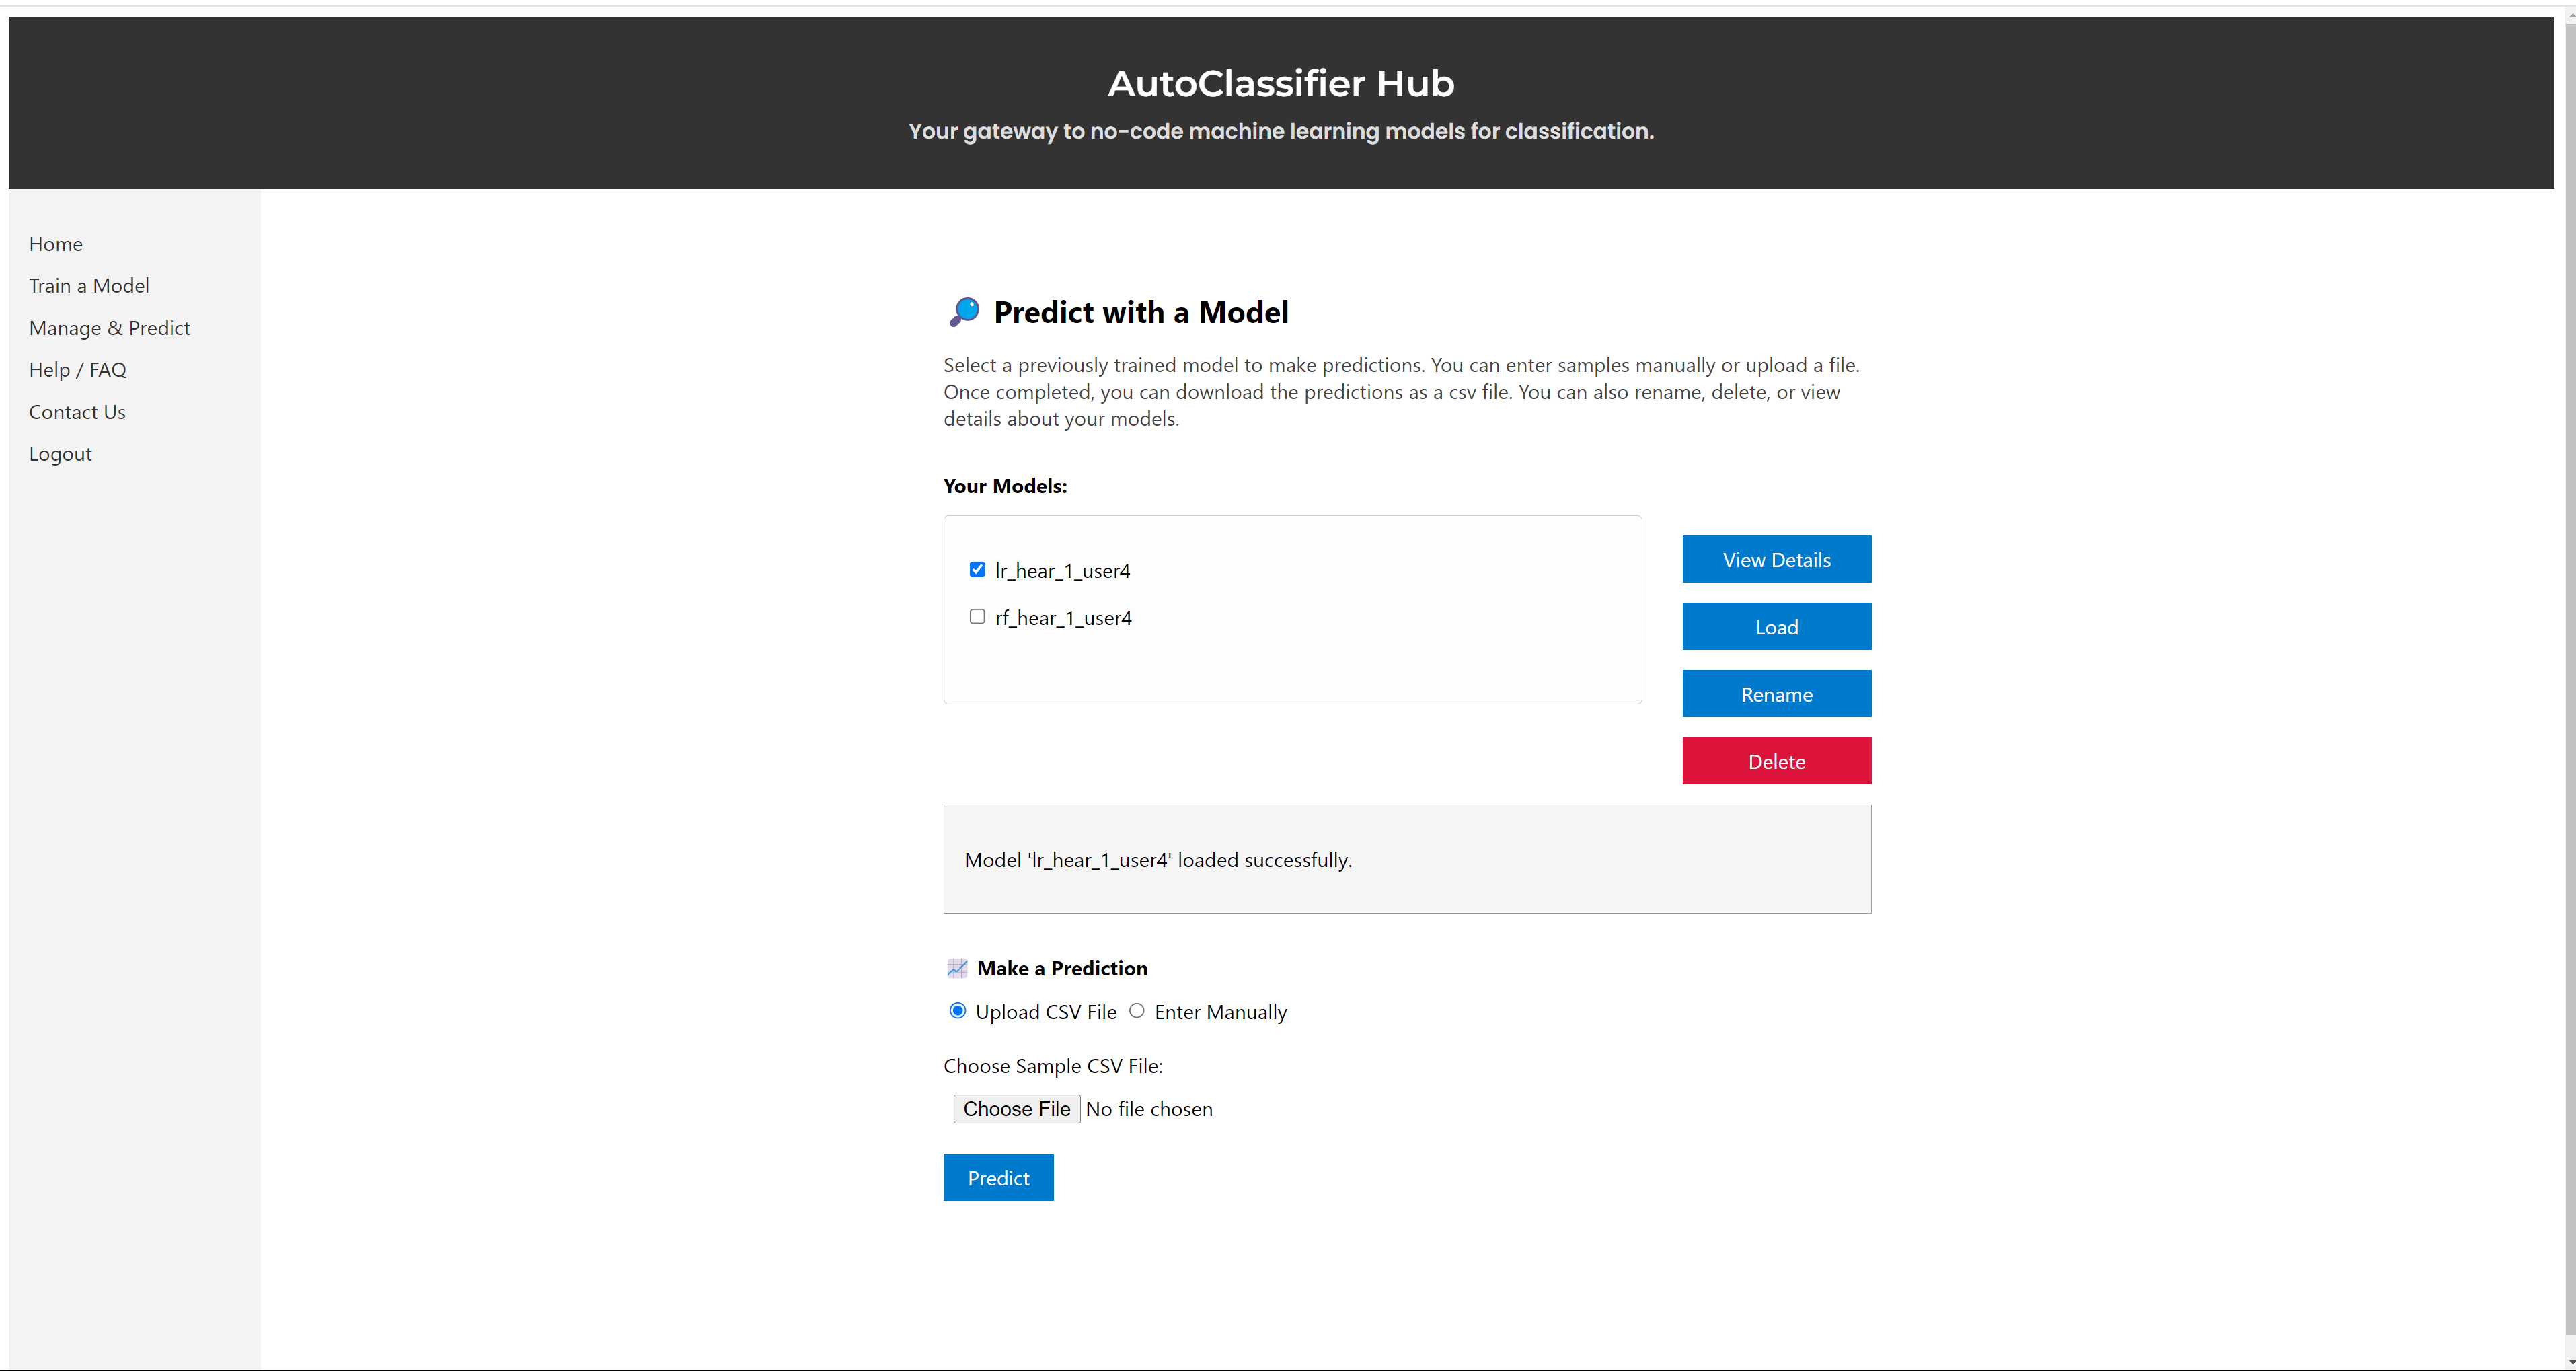 AutoClassifier Hub
Your gateway to no-code machine learning models for classification.
Home
Train a Model
Manage & Predict
Help / FAQ
Contact Us
Logout
Predict with a Model
Select a previously trained model to make predictions. You can enter samples manually or upload a file.
Once completed, you can download the predictions as a csv file. You can also rename, delete, or view
details about your models.
Your Models:
lr_hear_1_user4
rf_hear_1_user4
View Details
Load
Rename
Delete
Model 'lr_hear_1_user4' loaded successfully.
Make a Prediction
Upload CSV File Enter Manually
Choose Sample CSV File:
Choose File No file chosen
Predict